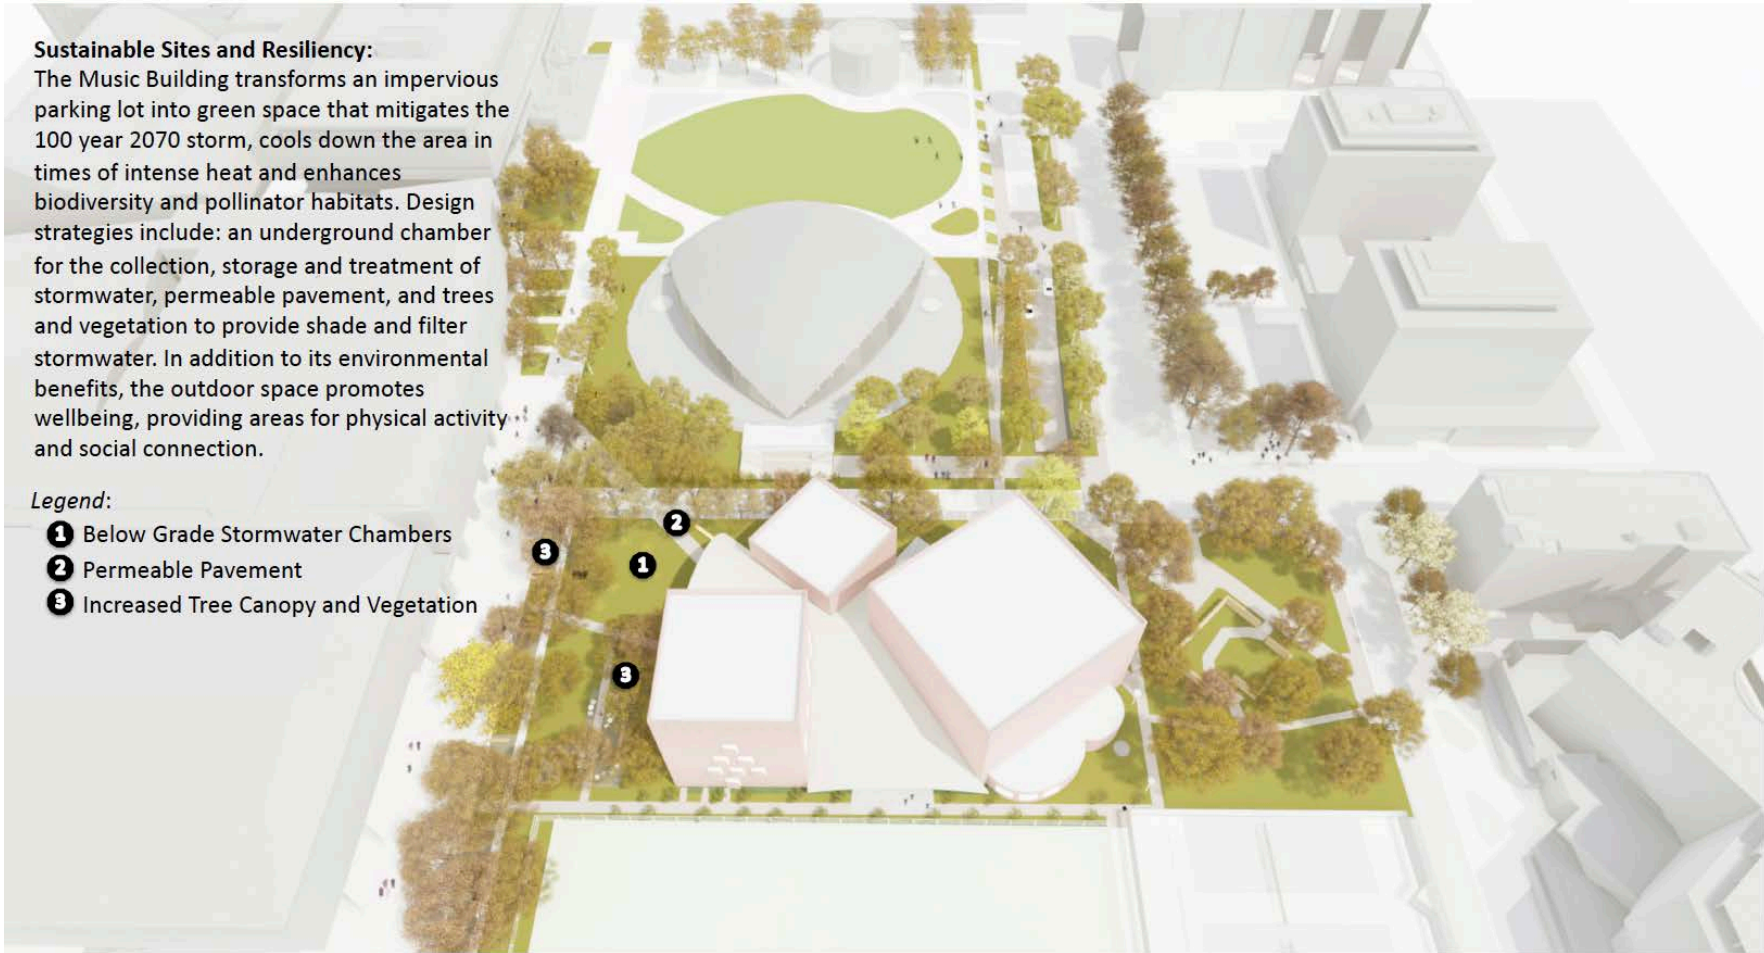 Sustainable Sites and Resiliency:
The Music Building transforms an impervious
parking lot into green space that mitigates the
100 year 2070 storm, cools down the area in
times of intense heat and enhances
biodiversity and pollinator habitats. Design
strategies include: an underground chamber
for the collection, storage and treatment of
stormwater, permeable pavement, and trees
and vegetation to provide shade and filter
stormwater. In addition to its environmental
benefits, the outdoor space promotes
wellbeing, providing areas for physical activity
and social connection.
Legend:
1 Below Grade Stormwater Chambers
2 Permeable Pavement
3 Increased Tree Canopy and Vegetation
2
3
1
3